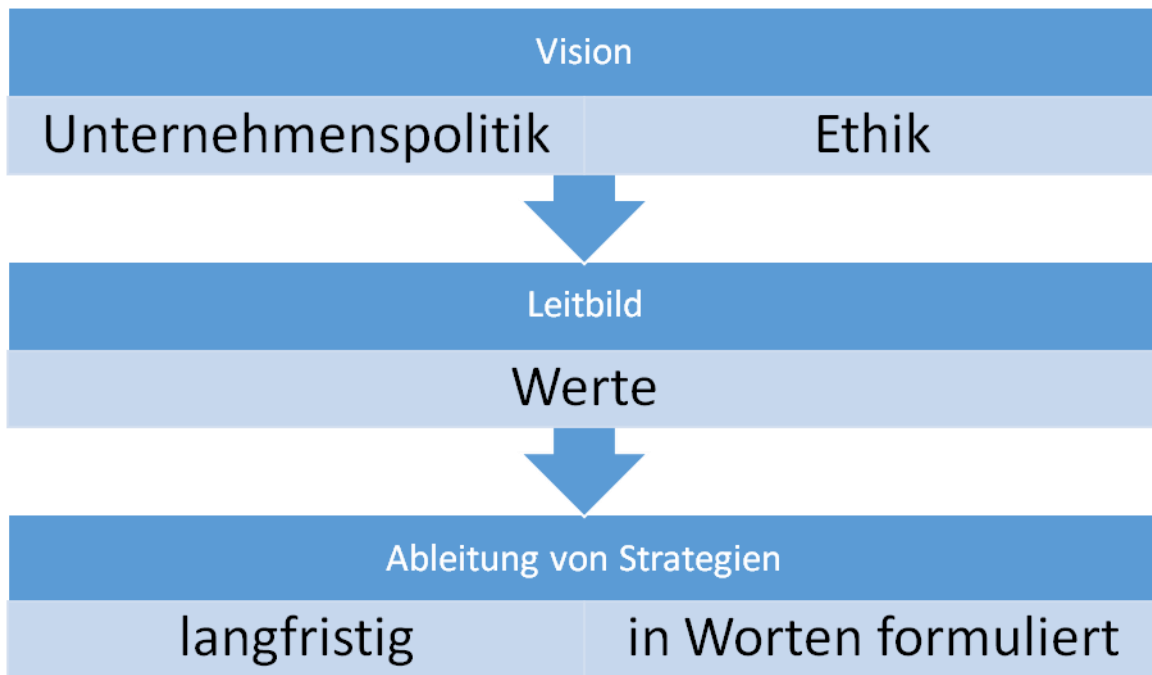 Vision
Unternehmenspolitik
Ethik
Leitbild
Werte
Ableitung von Strategien
langfristig
in Worten formuliert